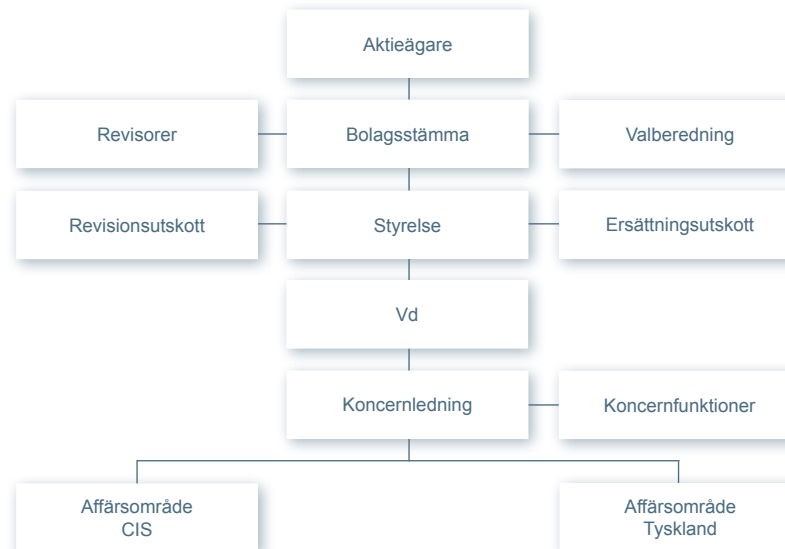 Aktieägare
Revisorer
Bolagsstämma
Valberedning
Revisionsutskott
Styrelse
Ersättningsutskott
Vd
Koncernledning
Koncernfunktioner
Affärsområde
CIS
Affärsområde
Tyskland